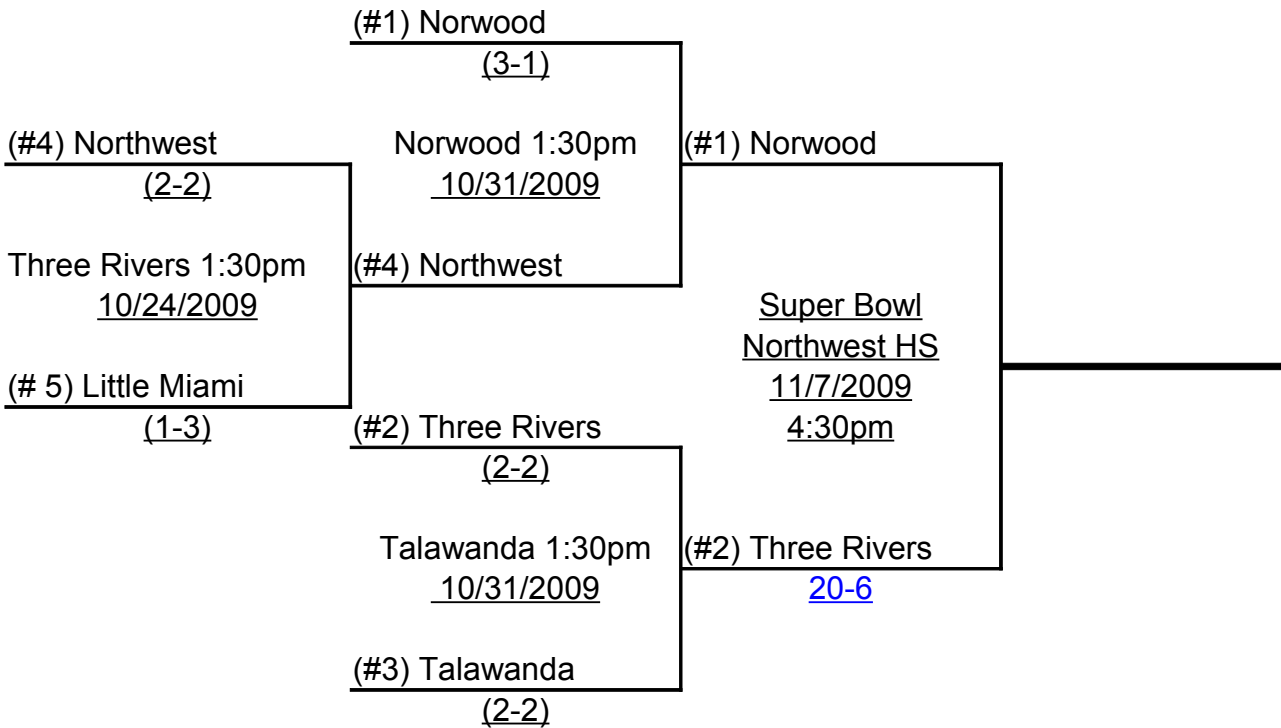 (#1) Norwood
(3-1)
(#4) Northwest
(2-2)
Norwood 1:30pm
10/31/2009
(#1) Norwood
Three Rivers 1:30pm
10/24/2009
(#4) Northwest
(# 5) Little Miami
(1-3)
Super Bowl
Northwest HS
11/7/2009
4:30pm
(#2) Three Rivers
(2-2)
Talawanda 1:30pm
10/31/2009
(#2) Three Rivers
20-6
(#3) Talawanda
(2-2)